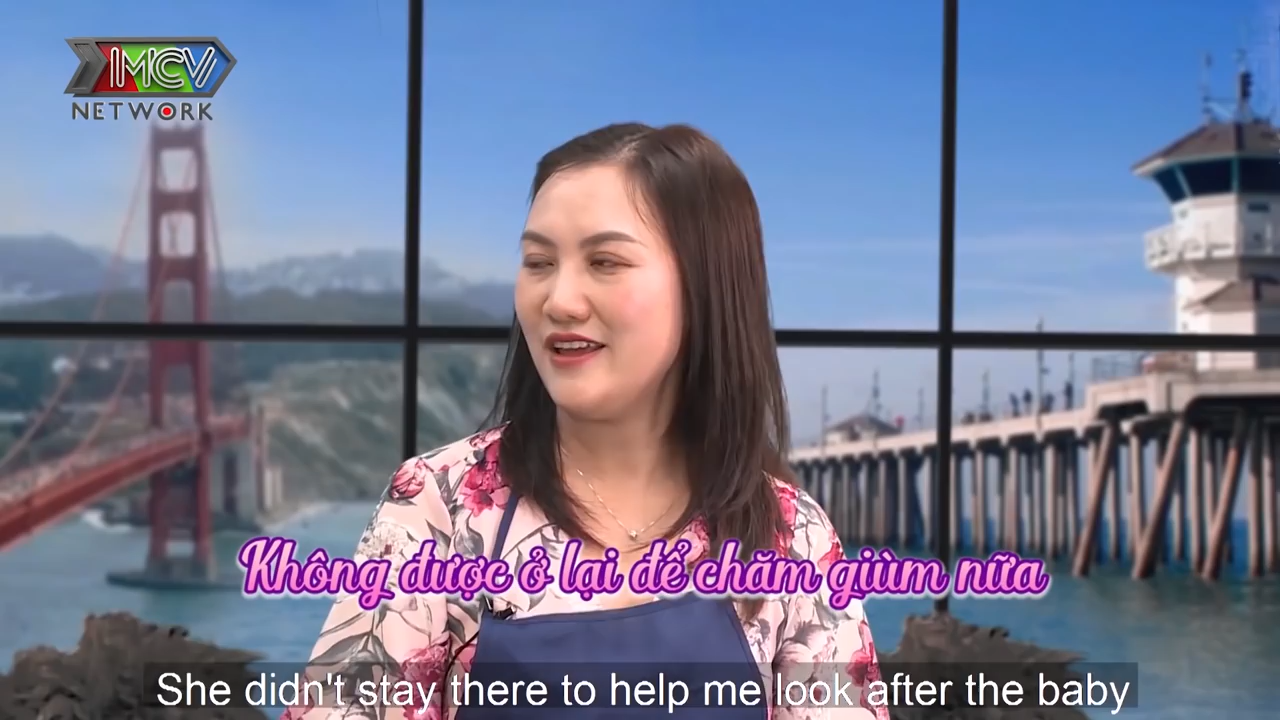 MCV
NETWORK
Không được ở lại để chăm giùm nữa
She didn't stay there to help me look after the baby